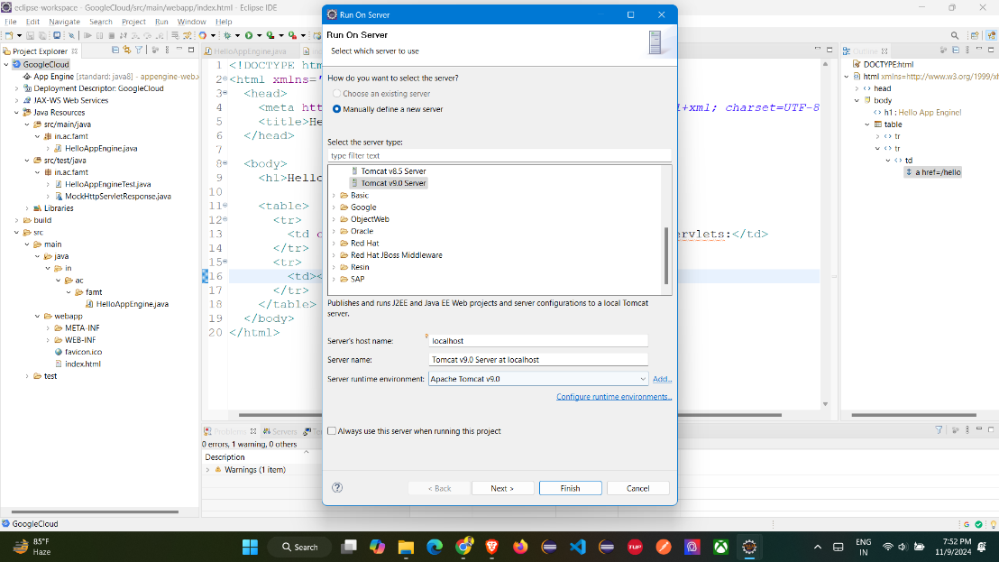 eclipse-workspace - GoogleCloud/src/main/webapp/index.html - Eclipse IDE
File Edit Navigate Search Project Run Window Help
Project Explorer
GoogleCloud
App Engine [standard: java8] - appengine-web.x
Deployment Descriptor: GoogleCloud
JAX-WS Web Services
Java Resources
src/main/java
in.ac.famt
HelloAppEngine.java
src/test/java
in.ac.famt
HelloAppEngineTest.java
MockHttpServletResponse.java
Libraries
build
src
main
java
in
ac
famt
HelloAppEngine.java
webapp
META-INF
WEB-INF
favicon.ico
index.html
test
HelloAppEngine.java
1 <!DOCTYPE htm
2 <html xmlns="
3 <head>
4 <meta htt
l+xml; charset=UTF-8
5 <title>He
6 </head>
7
8 <body>
9 <h1>Hello
10
11 <table>
12 <tr>
13 <td c
ervlets:</td>
14 </tr>
15 <tr>
16 <td><
17 </tr>
18 </table>
19 </body>
20 </html>
Run On Server
Run On Server
Select which server to use
How do you want to select the server?
Choose an existing server
Manually define a new server
Select the server type:
type filter text
Tomcat v8.5 Server
Tomcat v9.0 Server
Basic
Google
ObjectWeb
Oracle
Red Hat
Red Hat JBoss Middleware
Resin
SAP
Publishes and runs J2EE and Java EE Web projects and server configurations to a local Tomcat
server.
Server's host name: localhost
Server name: Tomcat v9.0 Server at localhost
Server runtime environment: Apache Tomcat v9.0 Add...
Configure runtime environments...
Always use this server when running this project
? < Back Next > Finish Cancel
Outline
DOCTYPE:html
html xmlns=http://www.w3.org/1999/xh
head
body
h1 : Hello App Engine!
table
tr
tr
td
a href=/hello
Problems Servers Te
0 errors, 1 warning, 0 others
Description
Warnings (1 item)
GoogleCloud
85°F
Haze
Search
TUF
ENG
IN
7:52 PM
11/9/2024